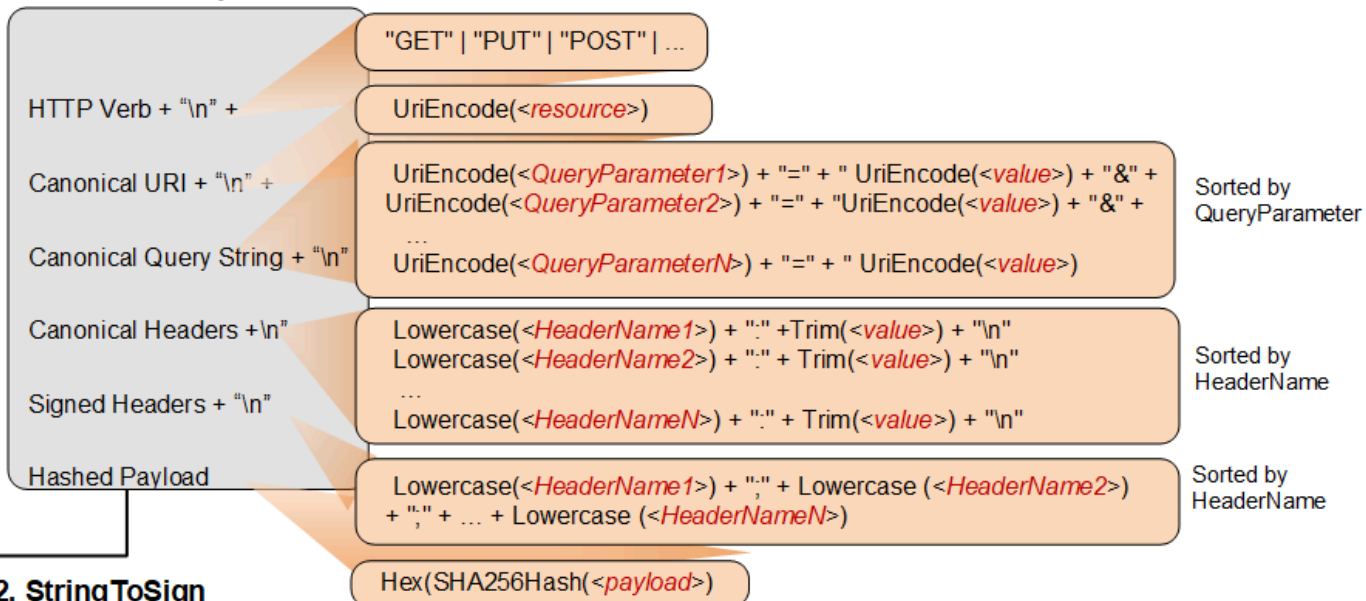 "GET" | "PUT" | "POST" | ...
HTTP Verb + “\n” +
UriEncode(<resource>)
Canonical URI + “\n” +
UriEncode(<QueryParameter1>) + "=" + " UriEncode(<value>) + "&" +
UriEncode(<QueryParameter2>) + "=" + "UriEncode(<value>) + "&" +
...
UriEncode(<QueryParameterN>) + "=" + " UriEncode(<value>)
Sorted by
QueryParameter
Canonical Query String + “\n”
Canonical Headers +\n”
Lowercase(<HeaderName1>) + ":" +Trim(<value>) + "\n"
Lowercase(<HeaderName2>) + ":" + Trim(<value>) + "\n"
...
Lowercase(<HeaderNameN>) + ":" + Trim(<value>) + "\n"
Sorted by
HeaderName
Signed Headers + “\n”
Hashed Payload
Lowercase(<HeaderName1>) + ";" + Lowercase (<HeaderName2>)
+ ";" + ... + Lowercase (<HeaderNameN>)
Sorted by
HeaderName
Hex(SHA256Hash(<payload>)
2. StringToSign